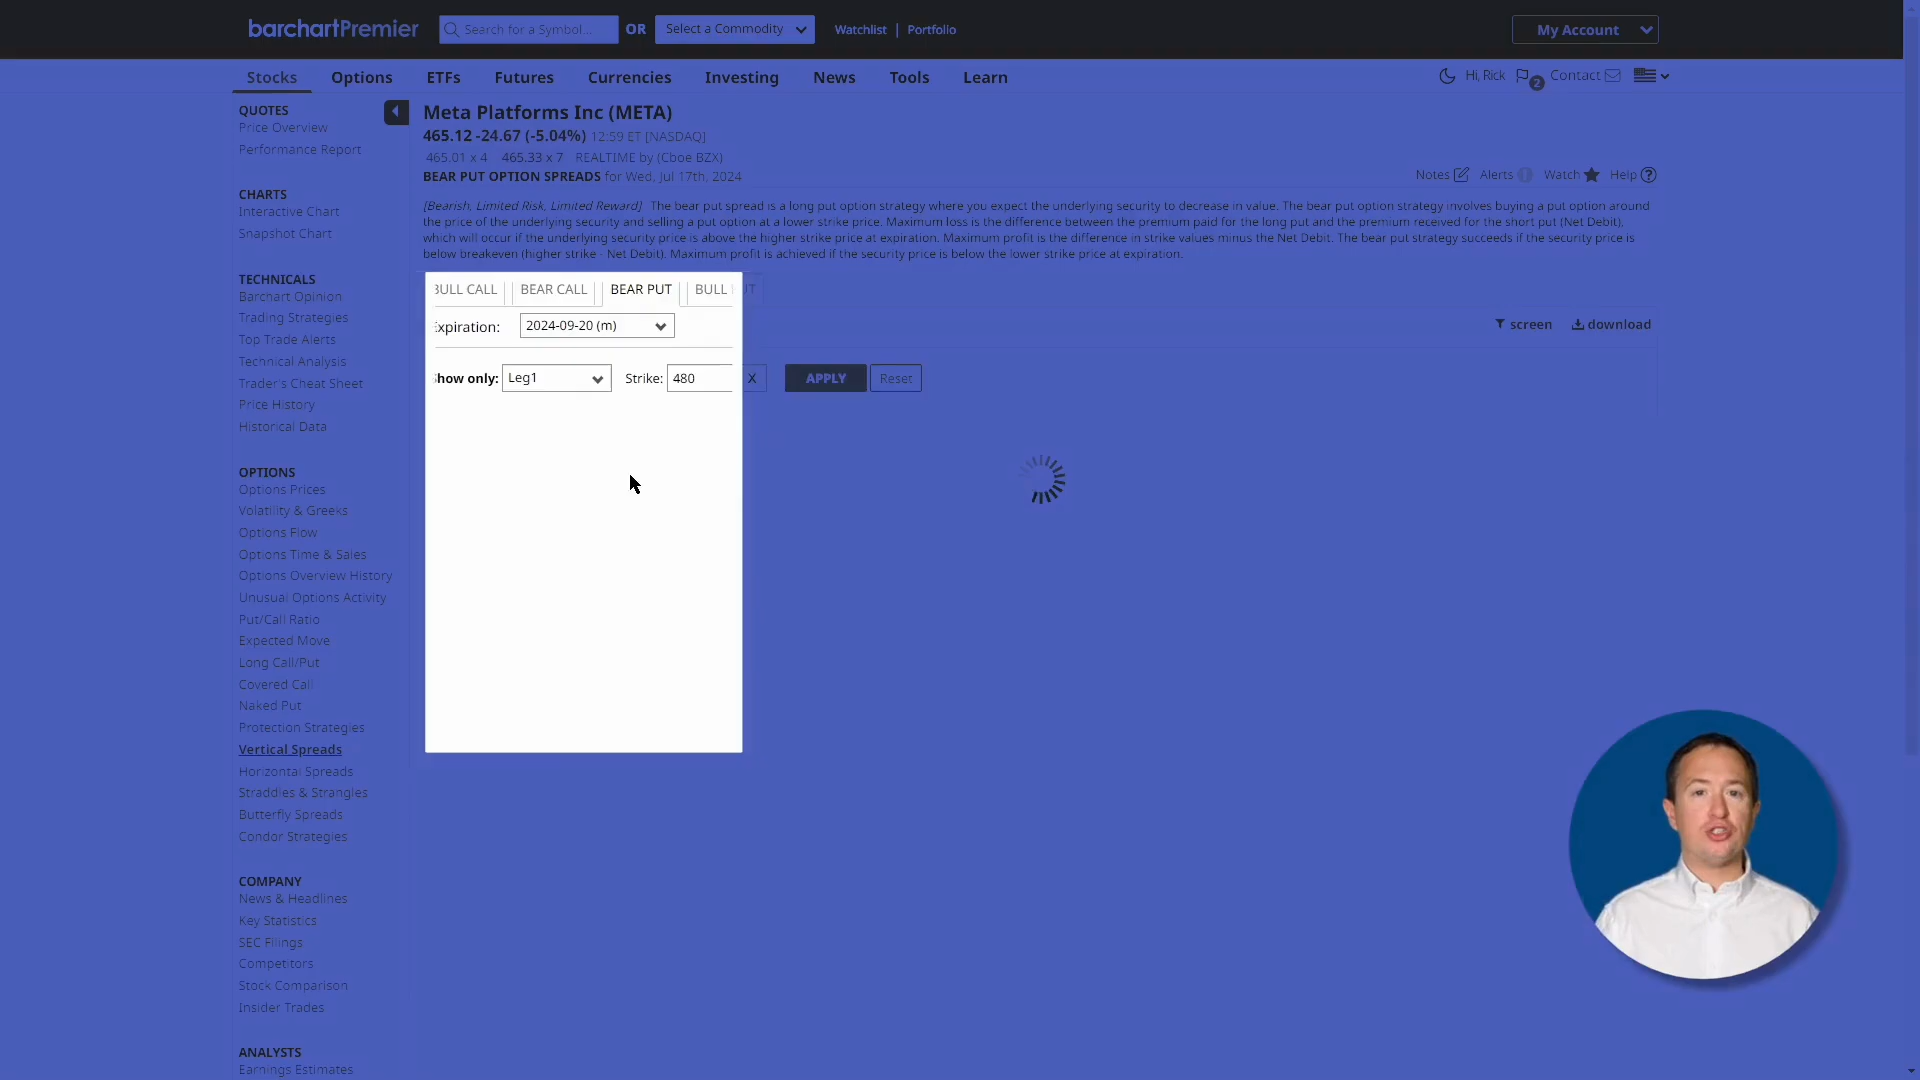 barchartPremier
Search for a Symbol...
OR
Select a Commodity
Watchlist | Portfolio
My Account
Stocks
Options
ETFs
Futures
Currencies
Investing
News
Tools
Learn
Hi, Rick
2
Contact
QUOTES
Price Overview
Performance Report
CHARTS
Interactive Chart
Snapshot Chart
TECHNICALS
Barchart Opinion
Trading Strategies
Top Trade Alerts
Technical Analysis
Trader's Cheat Sheet
Price History
Historical Data
OPTIONS
Options Prices
Volatility & Greeks
Options Flow
Options Time & Sales
Options Overview History
Unusual Options Activity
Put/Call Ratio
Expected Move
Long Call/Put
Covered Call
Naked Put
Protection Strategies
Vertical Spreads
Horizontal Spreads
Straddles & Strangles
Butterfly Spreads
Condor Strategies
COMPANY
News & Headlines
Key Statistics
SEC Filings
Competitors
Stock Comparison
Insider Trades
ANALYSTS
Earnings Estimates
Meta Platforms Inc (META)
465.12 -24.67 (-5.04%) 12:59 ET [NASDAQ]
465.01 x 4 465.33 x 7 REALTIME by (Cboe BZX)
BEAR PUT OPTION SPREADS for Wed, Jul 17th, 2024
Notes
Alerts
Watch
Help
[Bearish, Limited Risk, Limited Reward] The bear put spread is a long put option strategy where you expect the underlying security to decrease in value. The bear put option strategy involves buying a put option around
the price of the underlying security and selling a put option at a lower strike price. Maximum loss is the difference between the premium paid for the long put and the premium received for the short put (Net Debit),
which will occur if the underlying security price is above the higher strike price at expiration. Maximum profit is the difference in strike values minus the Net Debit. The bear put strategy succeeds if the security price is
below breakeven (higher strike - Net Debit). Maximum profit is achieved if the security price is below the lower strike price at expiration.
BULL CALL
BEAR CALL
BEAR PUT
BULL PUT
Expiration:
2024-09-20 (m)
screen
download
Show only:
Leg1
Strike:
480
X
APPLY
Reset